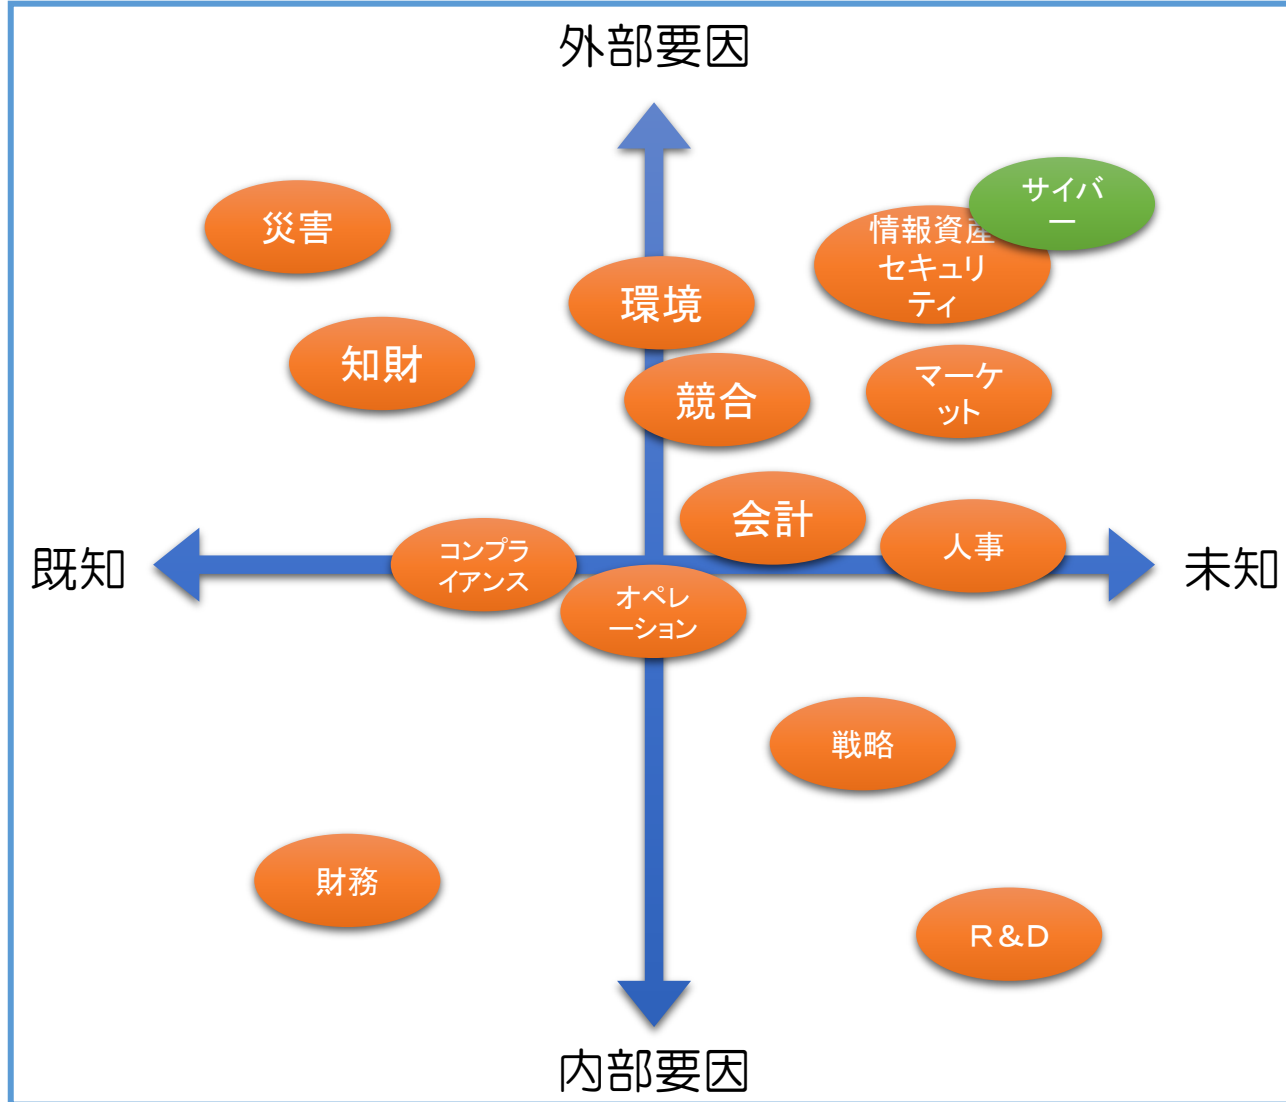 外部要因
サイバ
ー
災害
情報資産
セキュリ
ティ
環境
知財
マーケ
ット
競合
会計
人事
コンプラ
イアンス
既知
未知
オペレ
ーション
戦略
財務
Ｒ＆Ｄ
内部要因